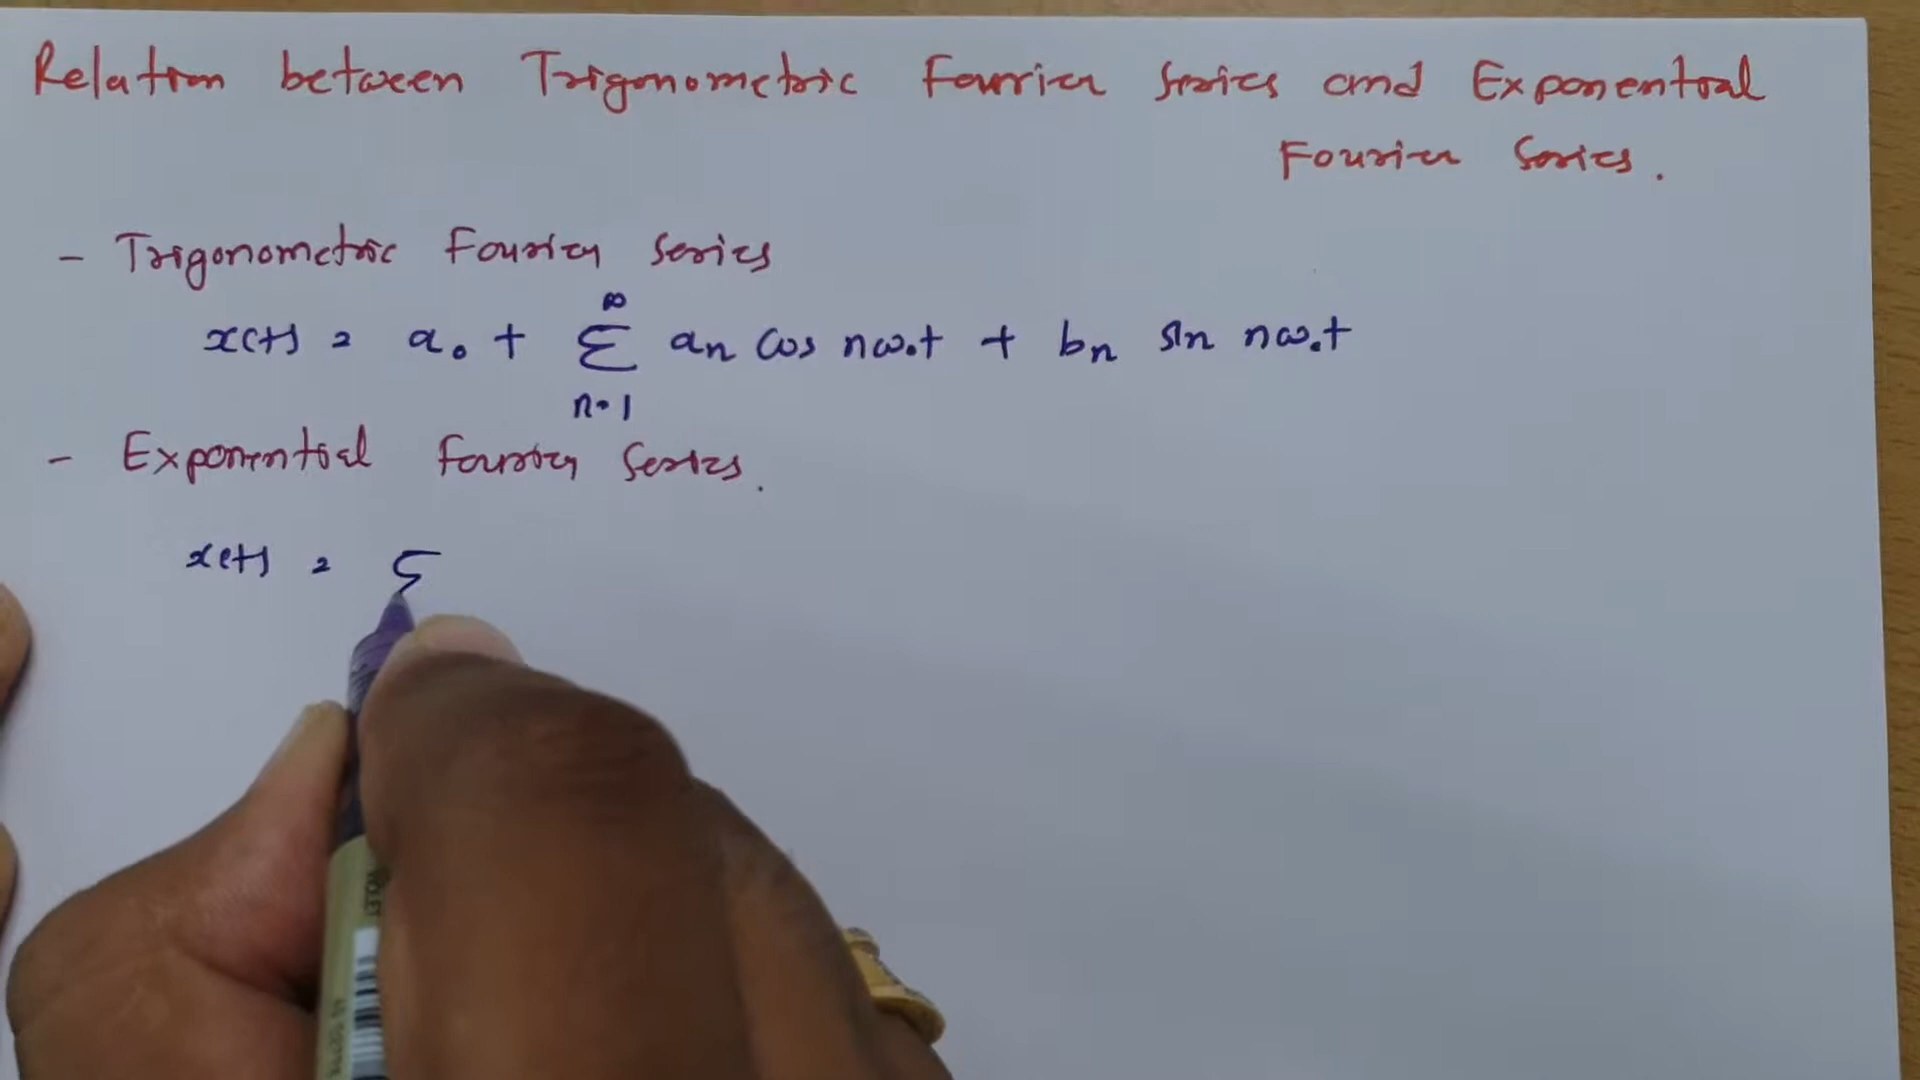 Relation between Trigonometric Fourier Series and Exponential
Fourier Series.
- Trigonometric Fourier Series
x(t) = a₀ + ∞ Σ n=1 aₙ cos nω₀t + bₙ sin nω₀t
- Exponential Fourier Series.
x(t) = Σ
VIOLET